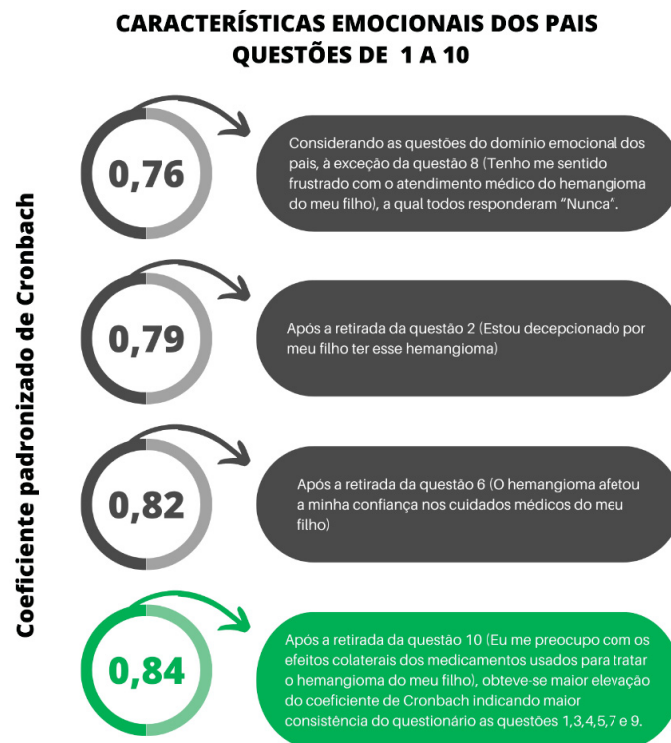 CARACTERÍSTICAS EMOCIONAIS DOS PAIS
QUESTÕES DE 1 A 10
Coeficiente padronizado de Cronbach
0,76
Considerando as questões do domínio emocional dos
pais, à exceção da questão 8 (Tenho me sentido
frustrado com o atendimento médico do hemangioma
do meu filho), a qual todos responderam “Nunca”.
0,79
Após a retirada da questão 2 (Estou decepcionado por
meu filho ter esse hemangioma)
0,82
Após a retirada da questão 6 (O hemangioma afetou
a minha confiança nos cuidados médicos do meu
filho)
0,84
Após a retirada da questão 10 (Eu me preocupo com os
efeitos colaterais dos medicamentos usados para tratar
o hemangioma do meu filho), obteve-se maior elevação
do coeficiente de Cronbach indicando maior
consistência do questionário as questões 1,3,4,5,7 e 9.